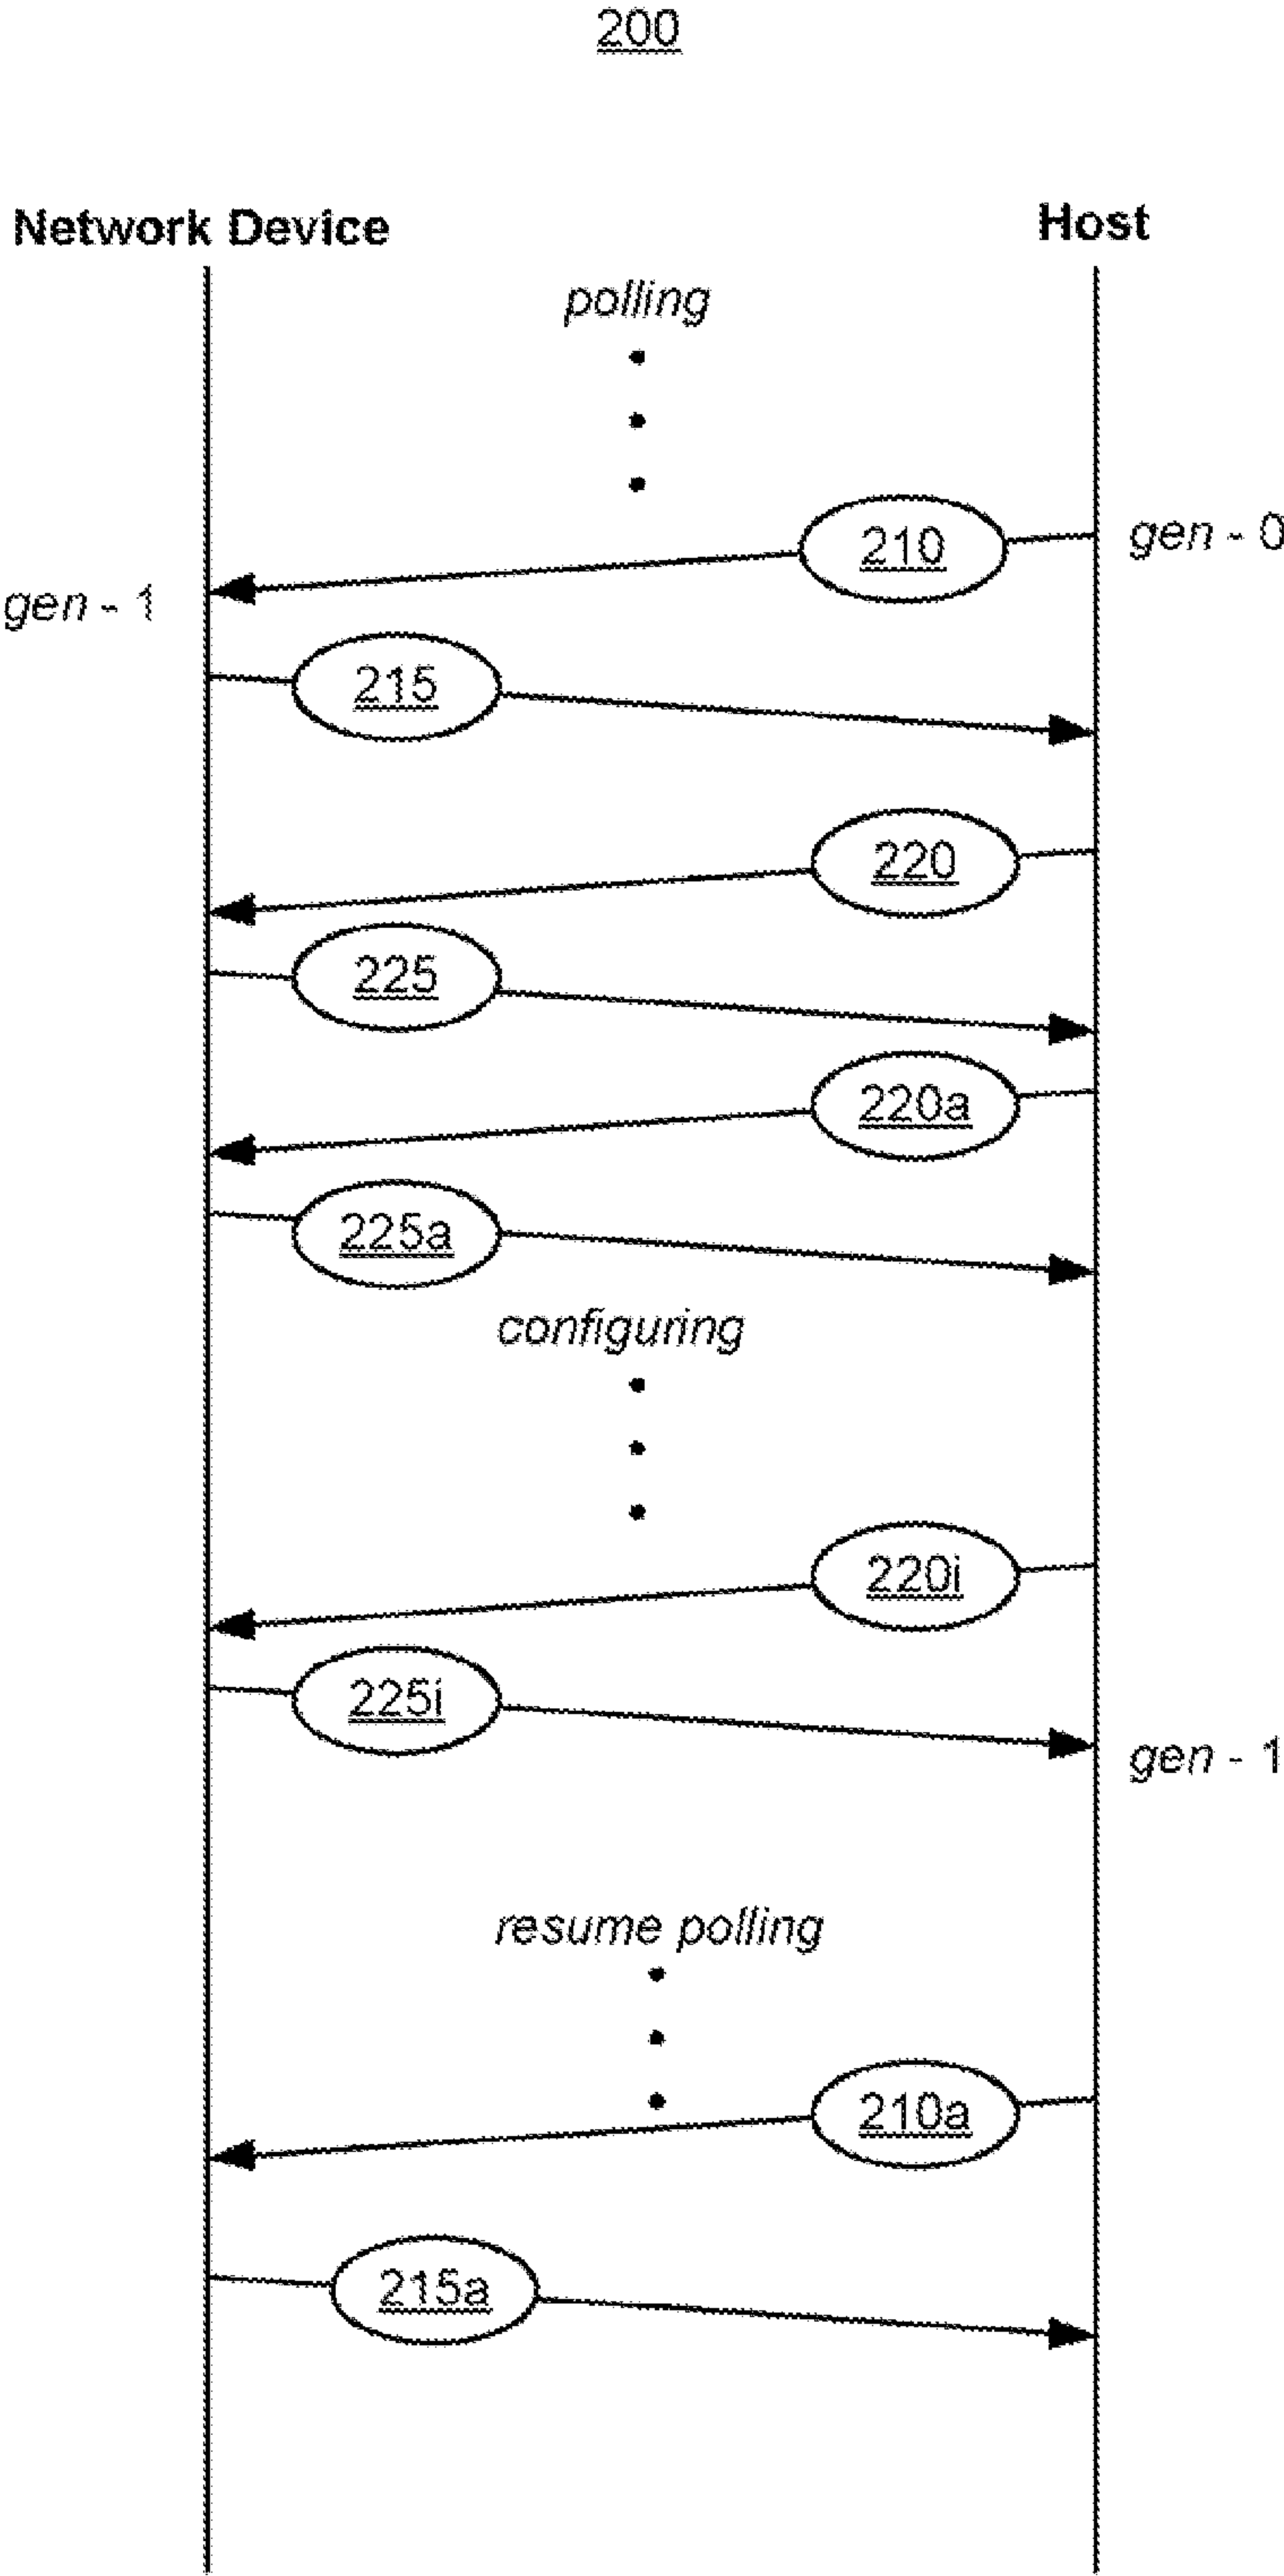 200
Network Device
Host
polling
210
gen - 0
gen - 1
215
220
225
220a
225a
configuring
220i
225i
gen - 1
resume polling
210a
215a